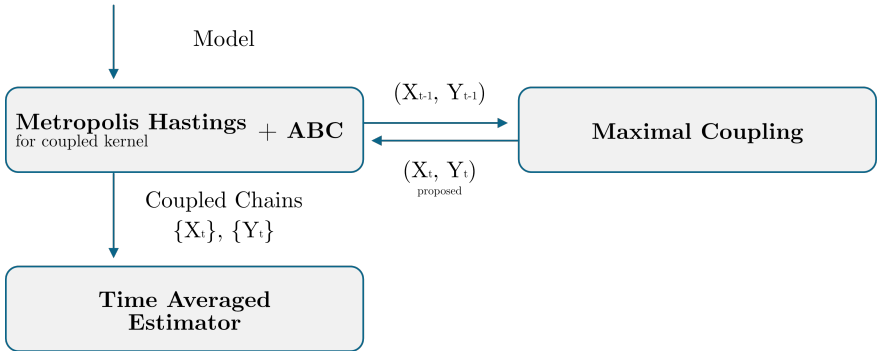 Model
(Xt-1, Yt-1)
Metropolis Hastings + ABC
for coupled kernel
Maximal Coupling
(Xt, Yt)
proposed
Coupled Chains
{Xt}, {Yt}
Time Averaged
Estimator